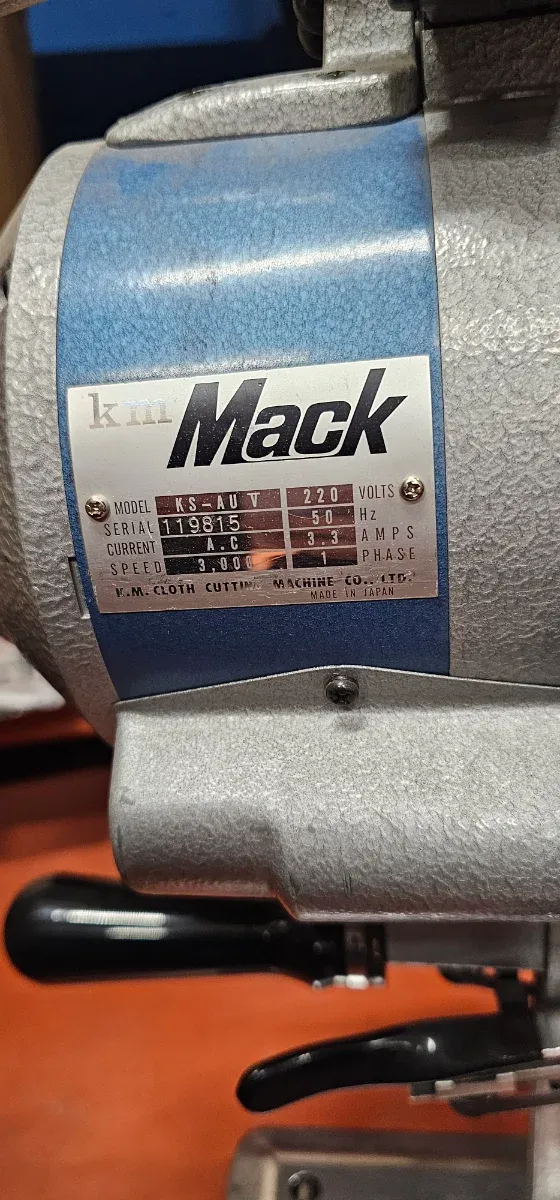 km Mack
MODEL KS-AU V 220 VOLTS
SERIAL 119815 50 Hz
CURRENT A.C 3.3 AMPS
SPEED 3,000 1 PHASE
K.M. CLOTH CUTTING MACHINE CO., LTD.
MADE IN JAPAN